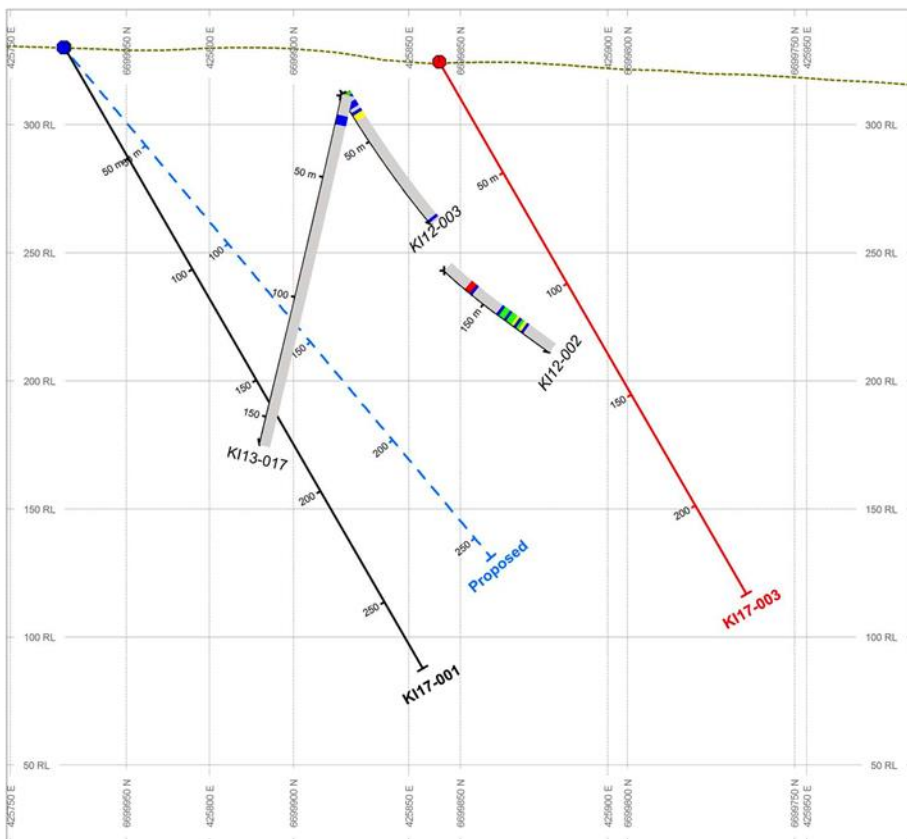 425750 E
6699950 N
425800 E
6699900 N
425850 E
6699850 N
425900 E
6699800 N
6699750 N
425950 E
300 RL
300 RL
50 m
50 m
50 m
50 m
50 m
KI12-003
250 RL
250 RL
100
100
100
100
150 m
KI12-002
200 RL
200 RL
150
150
150
150
KI13-017
200
200
200
150 RL
150 RL
250
Proposed
250
KI17-003
100 RL
100 RL
KI17-001
50 RL
50 RL
425750 E
6699950 N
425800 E
6699900 N
425850 E
6699850 N
425900 E
6699800 N
6699750 N
425950 E